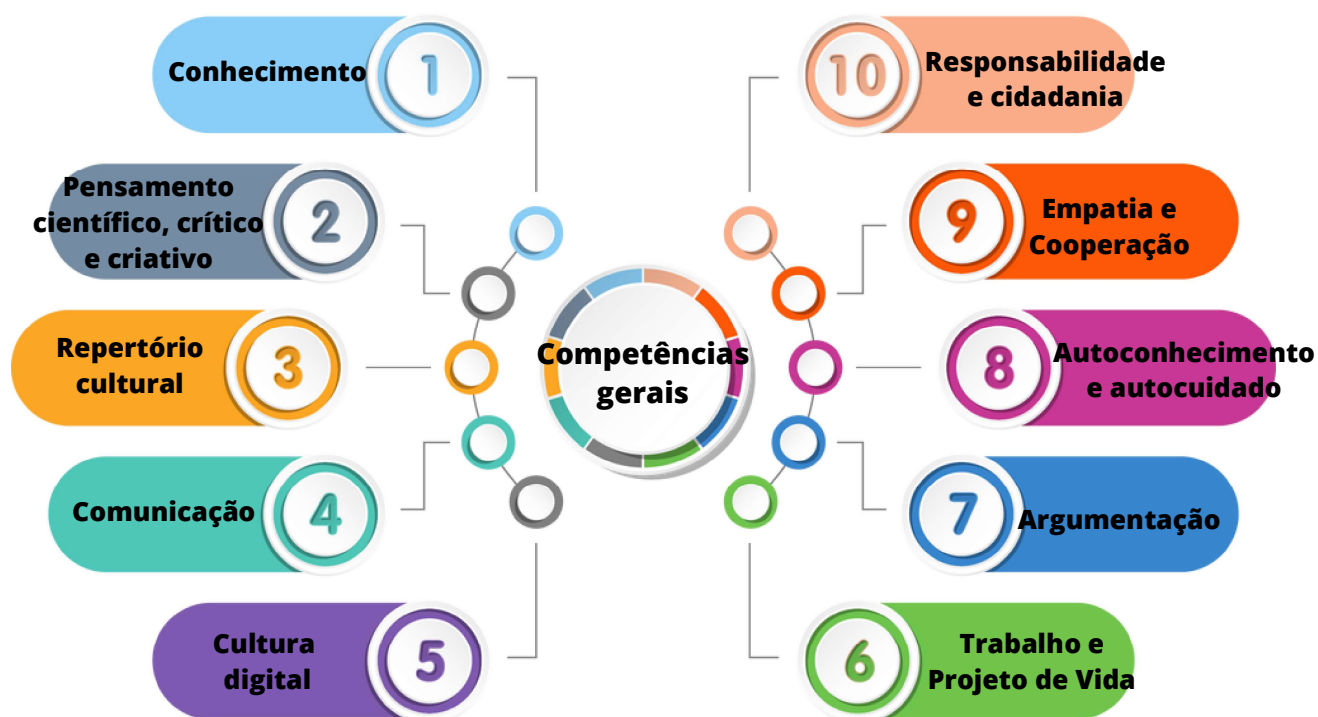 Conhecimento
1
Pensamento
científico, crítico
e criativo
2
Repertório
cultural
3
Comunicação
4
Cultura
digital
5
Competências
gerais
10
Responsabilidade
e cidadania
9
Empatia e
Cooperação
8
Autoconhecimento
e autocuidado
7
Argumentação
6
Trabalho e
Projeto de Vida